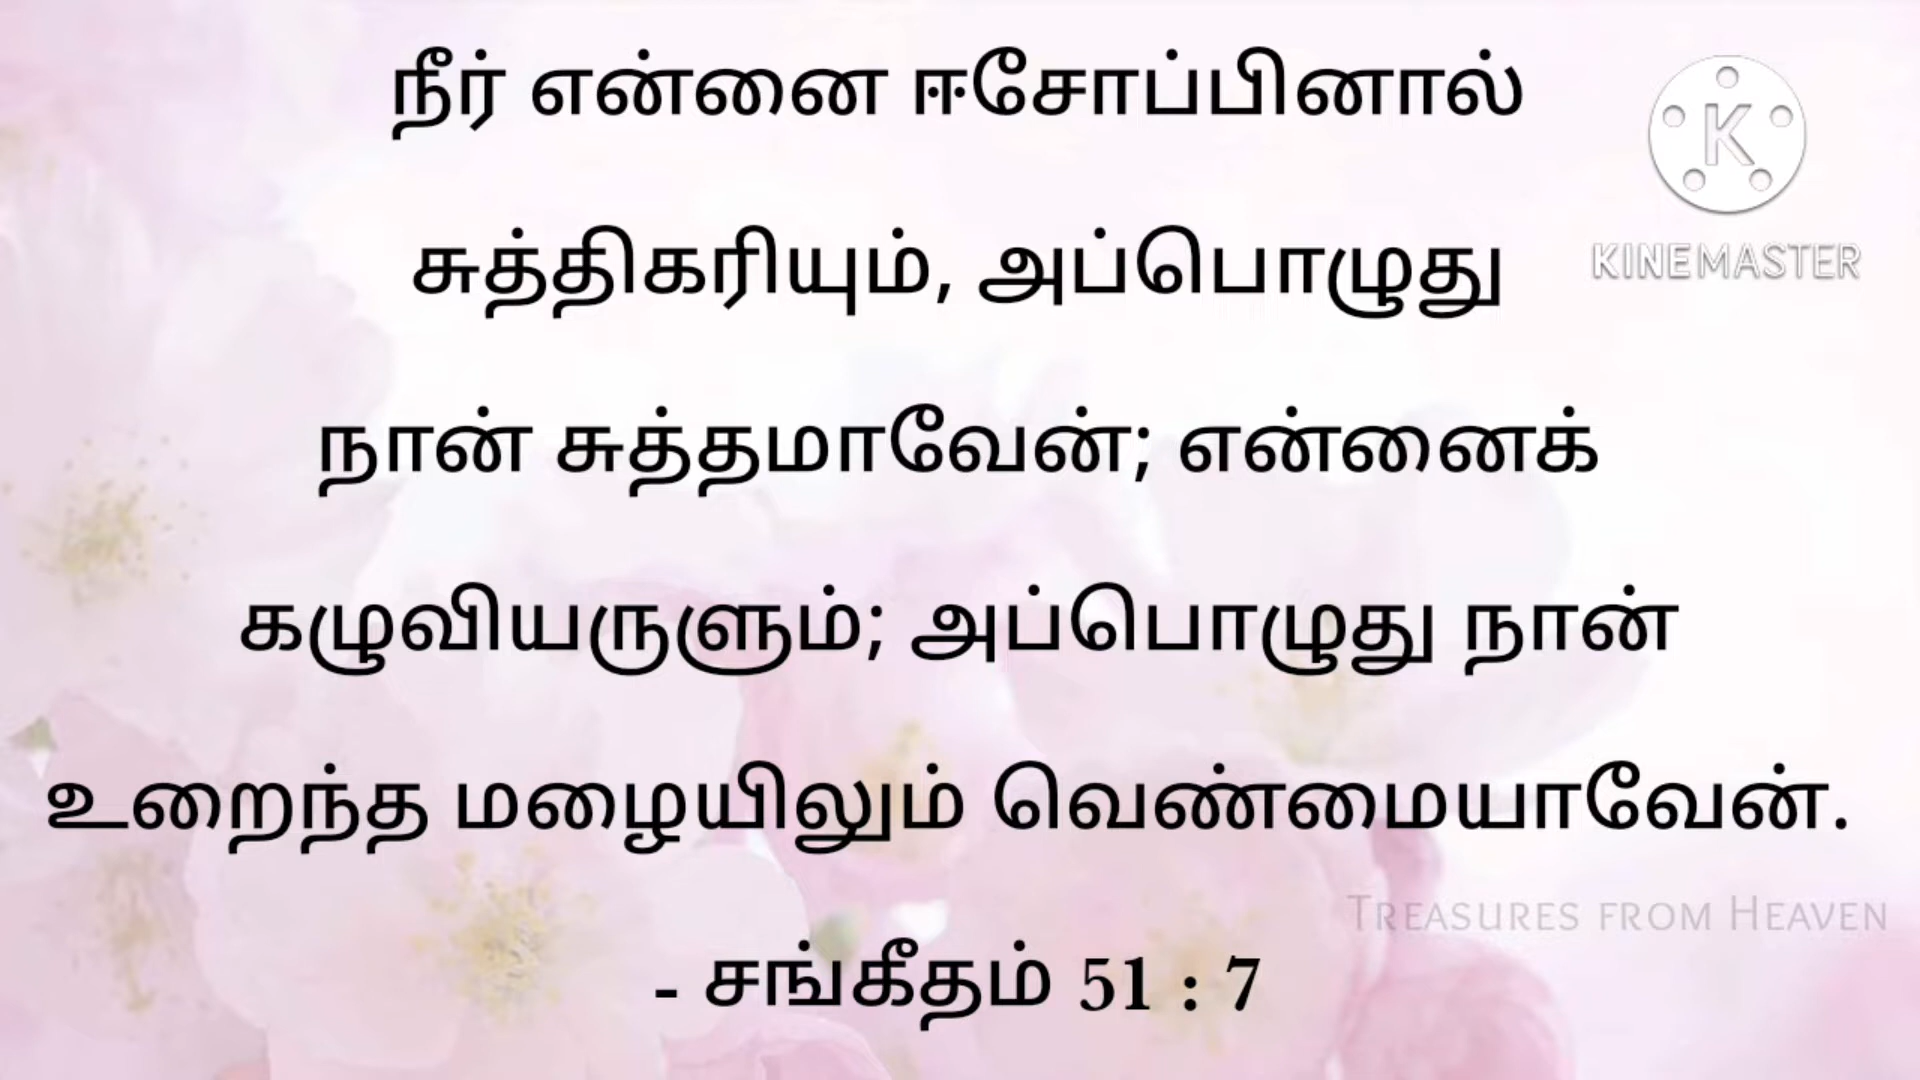 நீர் என்னை ஈசோப்பினால்
சுத்திகரியும், அப்பொழுது
நான் சுத்தமாவேன்; என்னைக்
கழுவியருளும்; அப்பொழுது நான்
உறைந்த மழையிலும் வெண்மையாவேன்.
- சங்கீதம் 51 : 7
K
KINEMASTER
TREASURES FROM HEAVEN